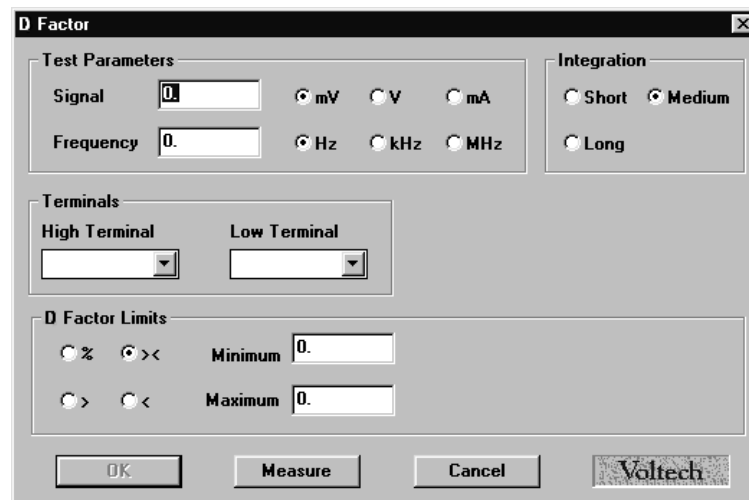 D Factor
Test Parameters
Signal 0. mV V mA
Frequency 0. Hz kHz MHz
Integration
Short Medium
Long
Terminals
High Terminal Low Terminal
D Factor Limits
% >< Minimum 0.
> < Maximum 0.
OK Measure Cancel Voltech